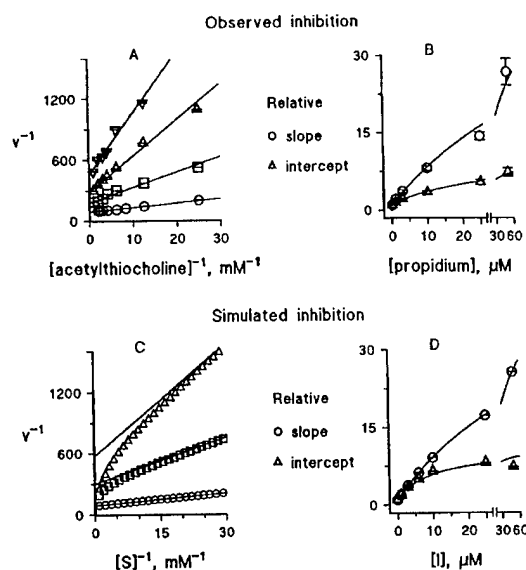 Observed inhibition
A
1200
600
300
0
v⁻¹
0 10 20 30
[acetylthiocholine]⁻¹, mM⁻¹
Relative
slope
intercept
B
30
15
0
0 10 20 30 60
[propidium], µM
Simulated inhibition
C
1200
600
300
0
v⁻¹
0 10 20 30
[S]⁻¹, mM⁻¹
Relative
slope
intercept
D
30
15
0
0 10 20 30 60
[I], µM